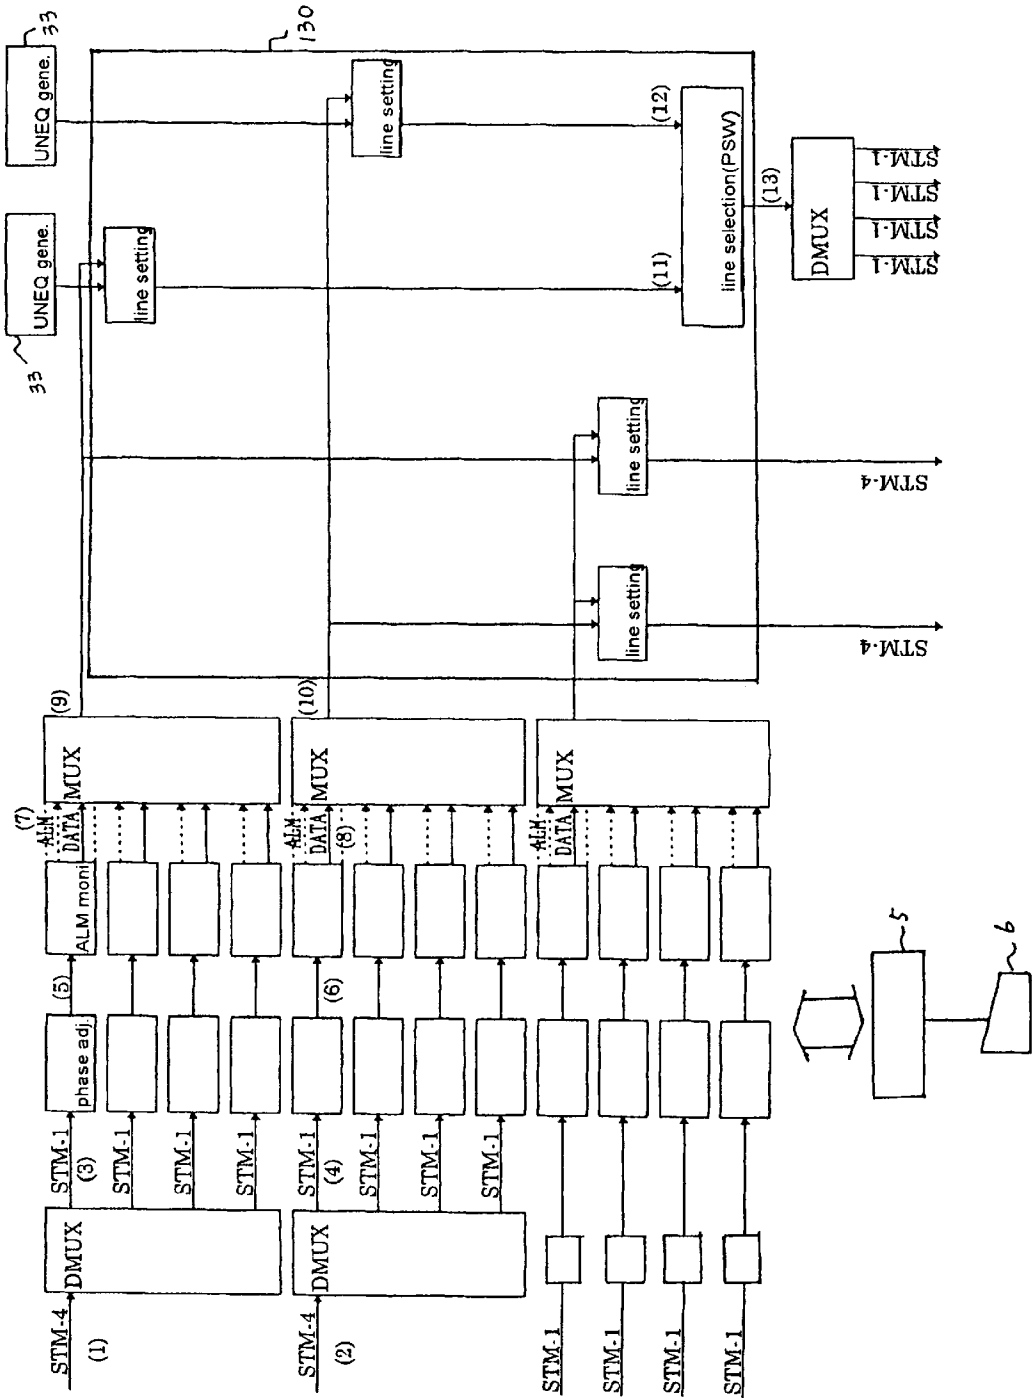 STM-4
(1)
DMUX
STM-1
(3)
STM-1
STM-1
STM-1
phase adj.
(5)
ALM moni
(7)
ALM
DATA
MUX
(9)
STM-4
(2)
DMUX
STM-1
(4)
STM-1
STM-1
STM-1
(6)
ALM
DATA
(8)
MUX
(10)
STM-1
STM-1
STM-1
STM-1
ALM
DATA
MUX
5
6
33
UNEQ gene.
33
UNEQ gene.
130
line setting
line setting
line setting
line setting
(11)
(12)
line selection(PSW)
(13)
DMUX
STM-4
STM-4
STM-1
STM-1
STM-1
STM-1